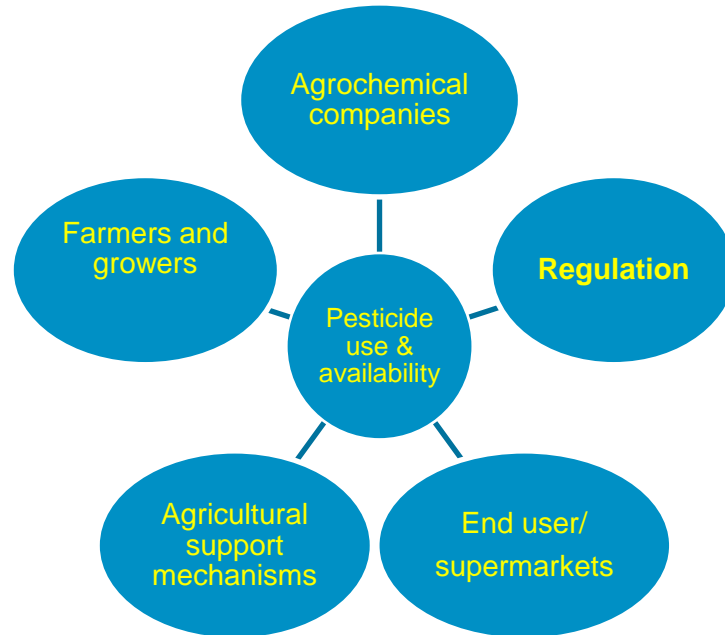 Agrochemical
companies
Farmers and
growers
Regulation
Pesticide
use &
availability
Agricultural
support
mechanisms
End user/
supermarkets